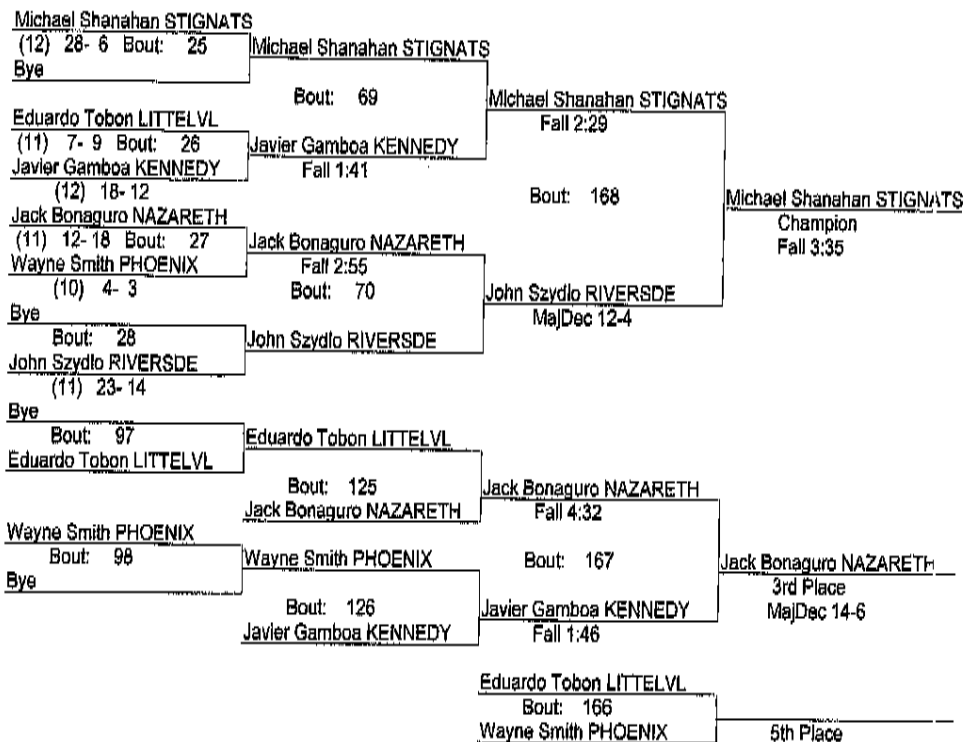 Michael Shanahan STIGNATS
(12) 28- 6 Bout: 25
Bye
Michael Shanahan STIGNATS
Bout: 69
Eduardo Tobon LITTELVL
(11) 7- 9 Bout: 26
Javier Gamboa KENNEDY
(12) 18- 12
Javier Gamboa KENNEDY
Fall 1:41
Michael Shanahan STIGNATS
Fall 2:29
Bout: 168
Jack Bonaguro NAZARETH
(11) 12- 18 Bout: 27
Wayne Smith PHOENIX
(10) 4- 3
Jack Bonaguro NAZARETH
Fall 2:55
Bout: 70
Bye
Bout: 28
John Szydlo RIVERSDE
(11) 23- 14
John Szydlo RIVERSDE
John Szydlo RIVERSDE
MajDec 12-4
Michael Shanahan STIGNATS
Champion
Fall 3:35
Bye
Bout: 97
Eduardo Tobon LITTELVL
Eduardo Tobon LITTELVL
Bout: 125
Jack Bonaguro NAZARETH
Jack Bonaguro NAZARETH
Fall 4:32
Bout: 167
Wayne Smith PHOENIX
Bout: 98
Bye
Wayne Smith PHOENIX
Bout: 126
Javier Gamboa KENNEDY
Javier Gamboa KENNEDY
Fall 1:46
Jack Bonaguro NAZARETH
3rd Place
MajDec 14-6
Eduardo Tobon LITTELVL
Bout: 166
Wayne Smith PHOENIX
5th Place